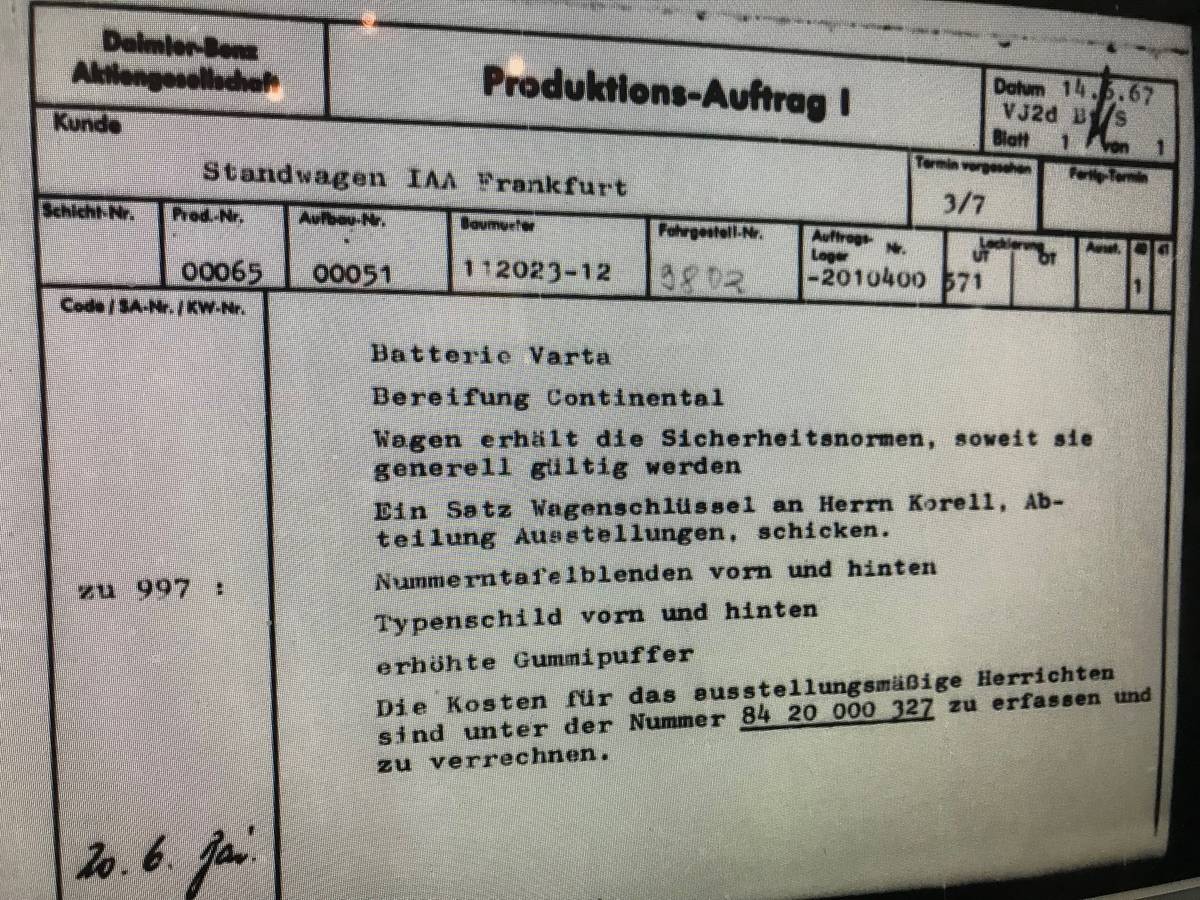 Daimler-Benz
Aktiengesellschaft
Produktions-Auftrag I
Datum 14.6.67
VJ2d
Blatt 1 von 1
Kunde
Standwagen IAA Frankfurt
Termin vorgesehen
3/7
Fertig-Termin
Schicht-Nr.
Prod.-Nr.
00065
Aufbau-Nr.
00051
Baumuster
112023-12
Fahrgestell-Nr.
3802
Auftrags-
Lager Nr.
-2010400
Lackierung
UT OT
571
Ausst.
40
1
41
Code / SA-Nr. / KW-Nr.
Batterie Varta
Bereifung Continental
Wagen erhält die Sicherheitsnormen, soweit sie
generell gültig werden
Ein Satz Wagenschlüssel an Herrn Korell, Ab-
teilung Ausstellungen, schicken.
zu 997 : Nummerntafelblenden vorn und hinten
Typenschild vorn und hinten
erhöhte Gummipuffer
Die Kosten für das ausstellungsmäßige Herrichten
sind unter der Nummer 84 20 000 327 zu erfassen und
zu verrechnen.
20. 6.